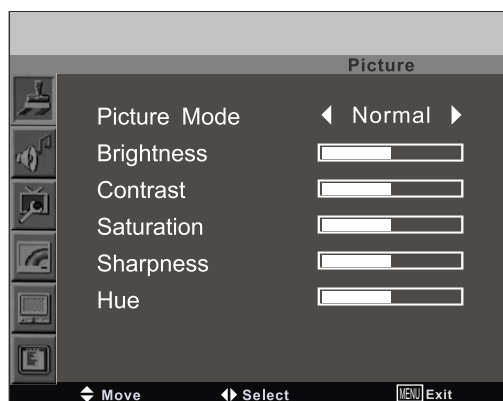 Picture
Picture Mode Normal
Brightness
Contrast
Saturation
Sharpness
Hue
Move Select MENU Exit